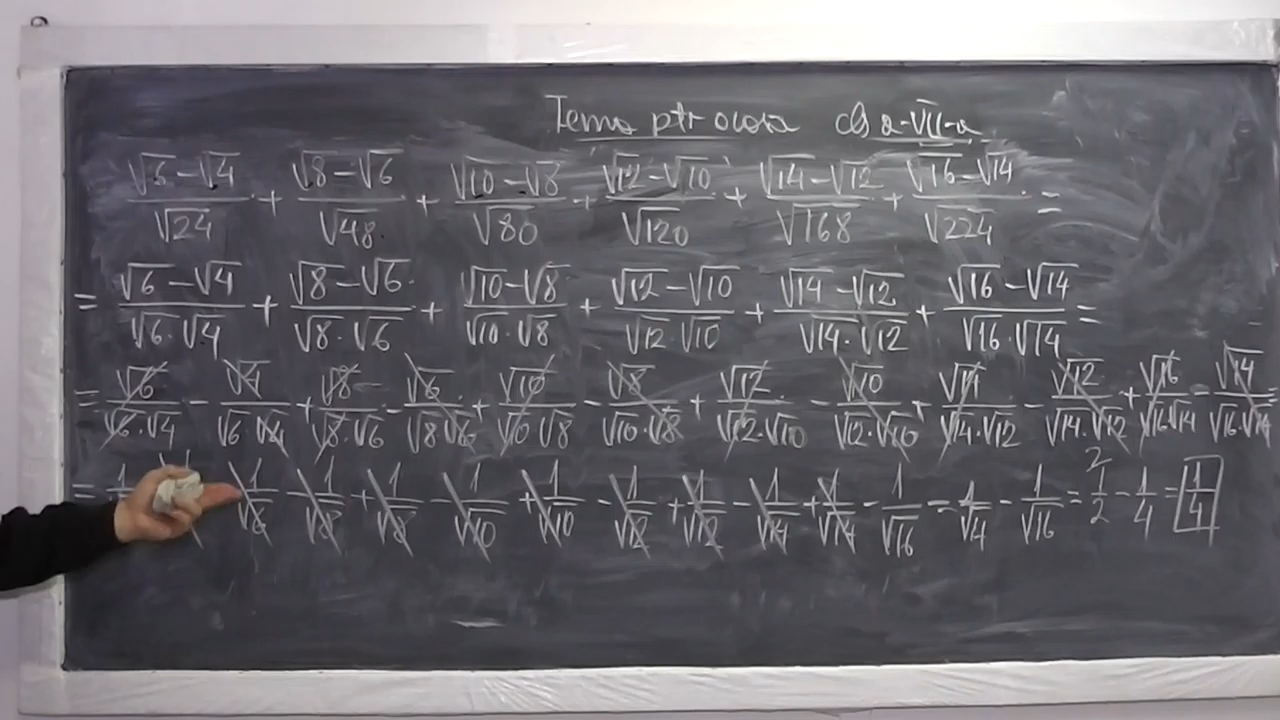 Temă ptr acasă cls a-VII-a
(√6-√4)/√24 + (√8-√6)/√48 + (√10-√8)/√80 + (√12-√10)/√120 + (√14-√12)/√168 + (√16-√14)/√224 =
= (√6-√4)/(√6·√4) + (√8-√6)/(√8·√6) + (√10-√8)/(√10·√8) + (√12-√10)/(√12·√10) + (√14-√12)/(√14·√12) + (√16-√14)/(√16·√14) =
= √6/(√6·√4) - √4/(√6·√4) + √8/(√8·√6) - √6/(√8·√6) + √10/(√10·√8) - √8/(√10·√8) + √12/(√12·√10) - √10/(√12·√10) + √14/(√14·√12) - √12/(√14·√12) + √16/(√16·√14) - √14/(√16·√14) =
= 1/√6 - 1/√8 + 1/√8 - 1/√10 + 1/√10 - 1/√12 + 1/√12 - 1/√14 + 1/√14 - 1/√16 = 1/√4 - 1/√16 = ²1/2 - 1/4 = 1/4